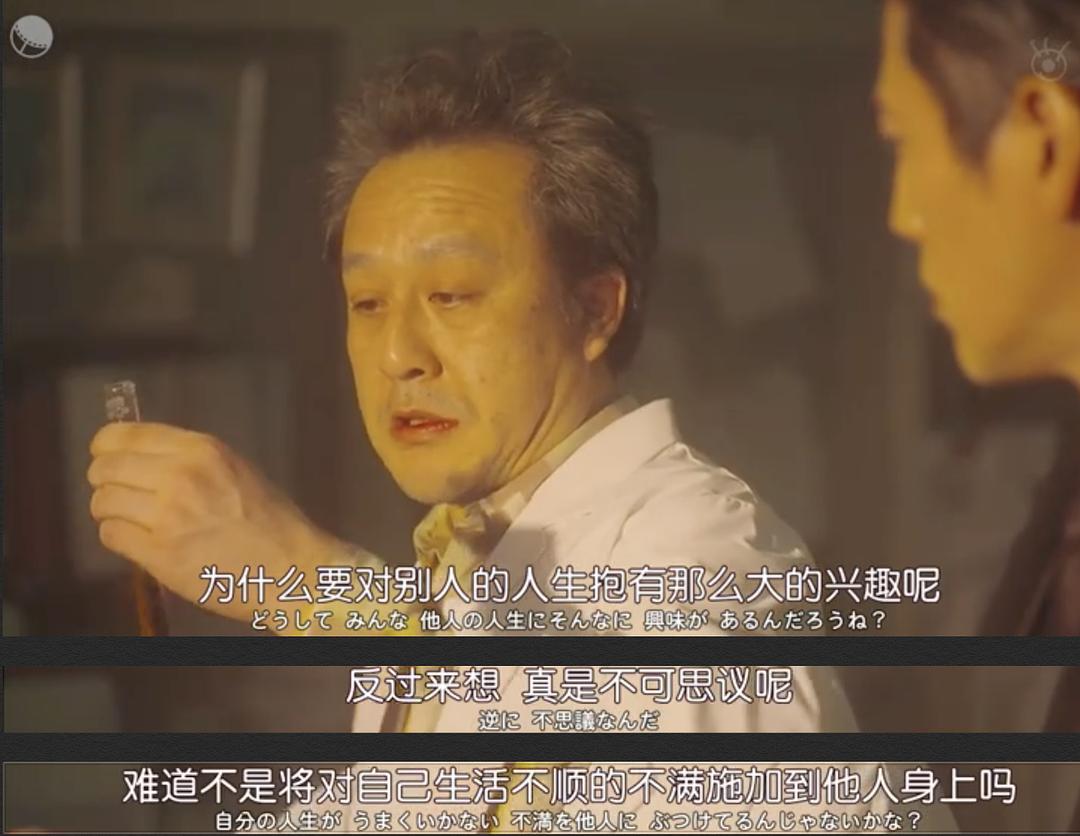 为什么要对别人的人生抱有那么大的兴趣呢
どうして みんな 他人の人生にそんなに 興味が あるんだろうね？
反过来想 真是不可思议呢
逆に 不思議なんだ
难道不是将对自己生活不顺的不满施加到他人身上吗
自分の人生が うまくいかない 不満を他人に ぶつけてるんじゃないかな？